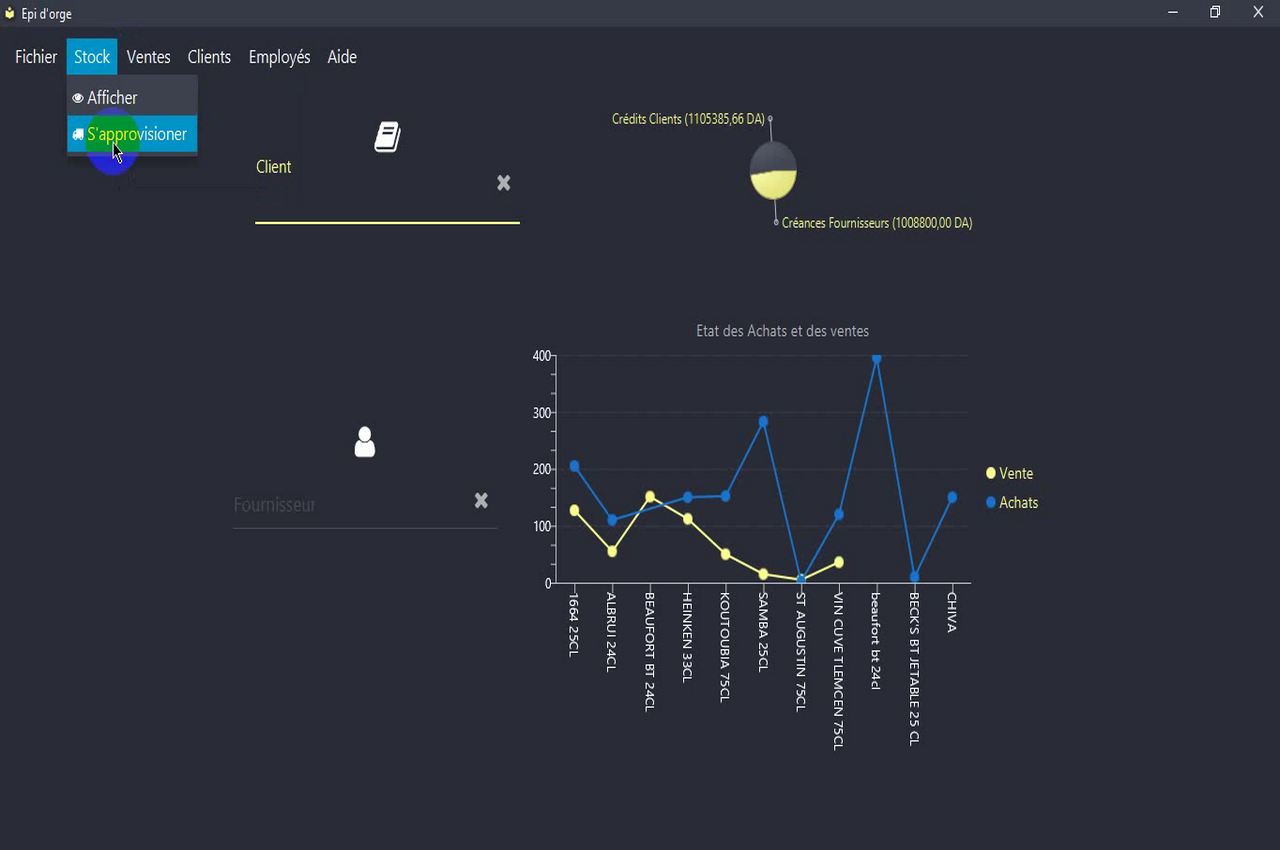 Epi d'orge
Fichier Stock Ventes Clients Employés Aide
Afficher
S'approvisioner
Client
Crédits Clients (1105385,66 DA)
Créances Fournisseurs (1008800,00 DA)
Fournisseur
Etat des Achats et des ventes
400
300
200
100
0
1664 25CL
ALBRUI 24CL
BEAUFORT BT 24CL
HEINKEN 33CL
KOUTOUBIA 75CL
SAMBA 25CL
ST AUGUSTIN 75CL
VIN CUVE TLEMCEN 75CL
beaufort bt 24cl
BECK'S BT JETABLE 25 CL
CHIVA
Vente
Achats